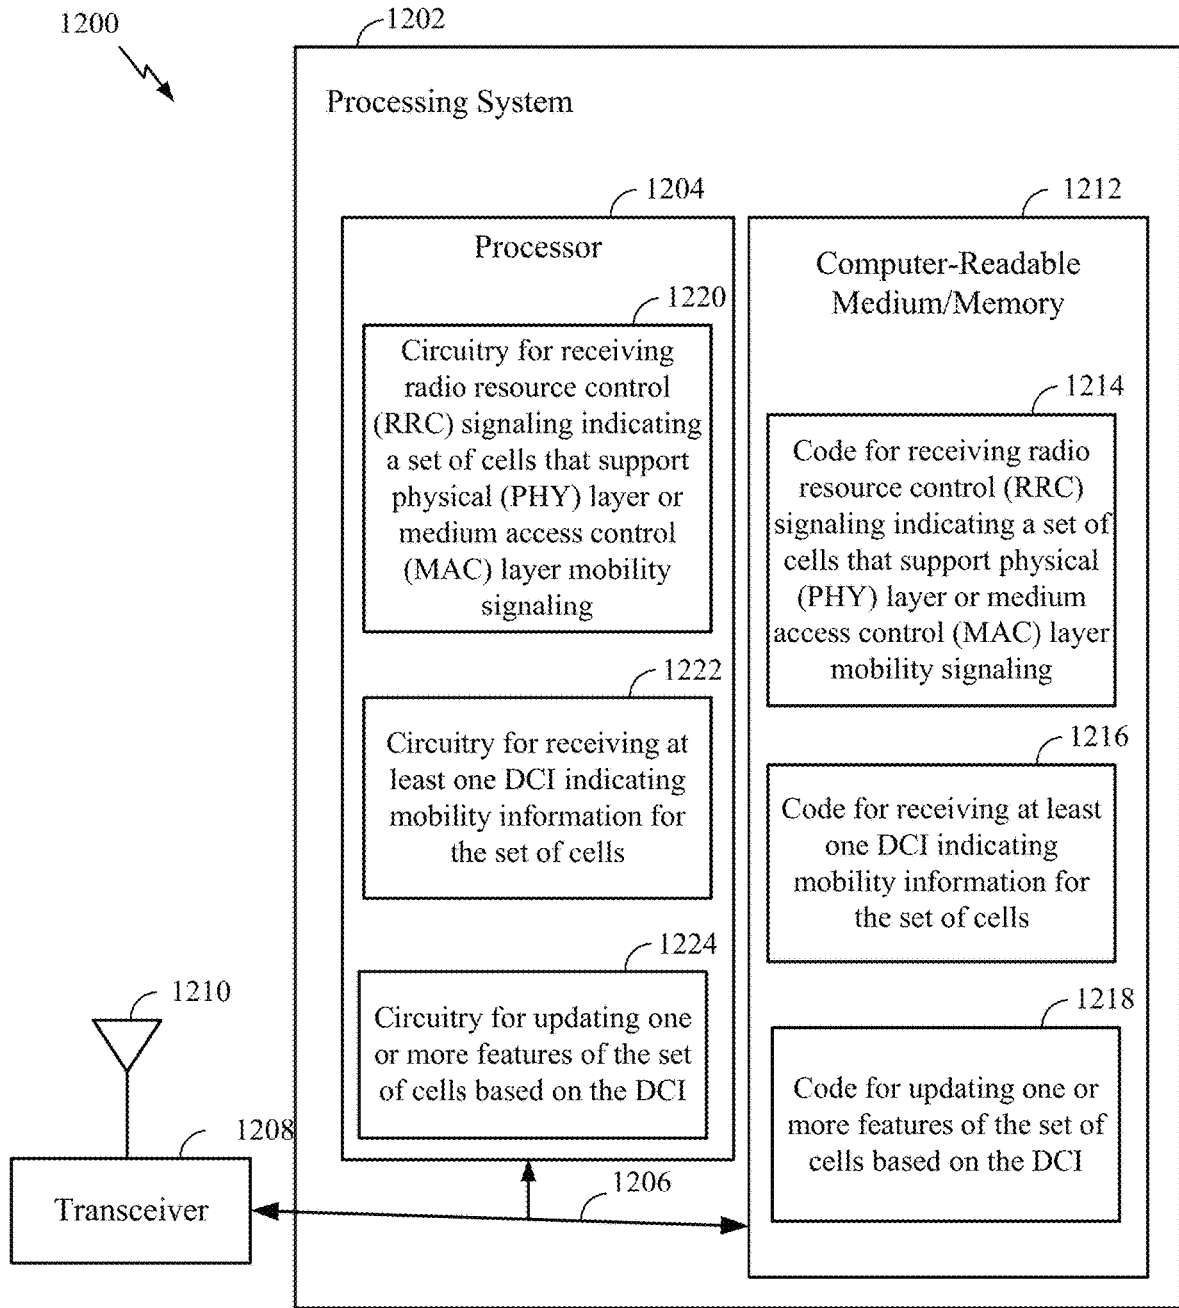 1200
1202
Processing System
1204
Processor
1220
Circuitry for receiving
radio resource control
(RRC) signaling indicating
a set of cells that support
physical (PHY) layer or
medium access control
(MAC) layer mobility
signaling
1222
Circuitry for receiving at
least one DCI indicating
mobility information for
the set of cells
1224
Circuitry for updating one
or more features of the set
of cells based on the DCI
1212
Computer-Readable
Medium/Memory
1214
Code for receiving radio
resource control (RRC)
signaling indicating a set of
cells that support physical
(PHY) layer or medium
access control (MAC) layer
mobility signaling
1216
Code for receiving at least
one DCI indicating
mobility information for
the set of cells
1218
Code for updating one or
more features of the set of
cells based on the DCI
1210
1208
Transceiver
1206